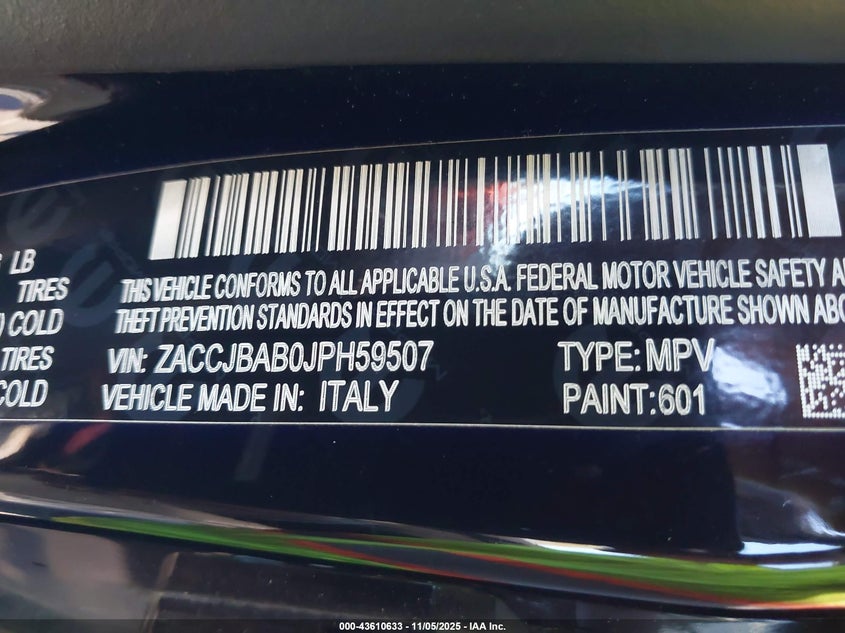 LB
TIRES
COLD
TIRES
COLD
THIS VEHICLE CONFORMS TO ALL APPLICABLE U.S.A. FEDERAL MOTOR VEHICLE SAFETY
THEFT PREVENTION STANDARDS IN EFFECT ON THE DATE OF MANUFACTURE SHOWN
VIN: ZACCJBAB0JPH59507 TYPE: MPV
VEHICLE MADE IN: ITALY PAINT:601
000-43610633 - 11/05/2025 - IAA Inc.